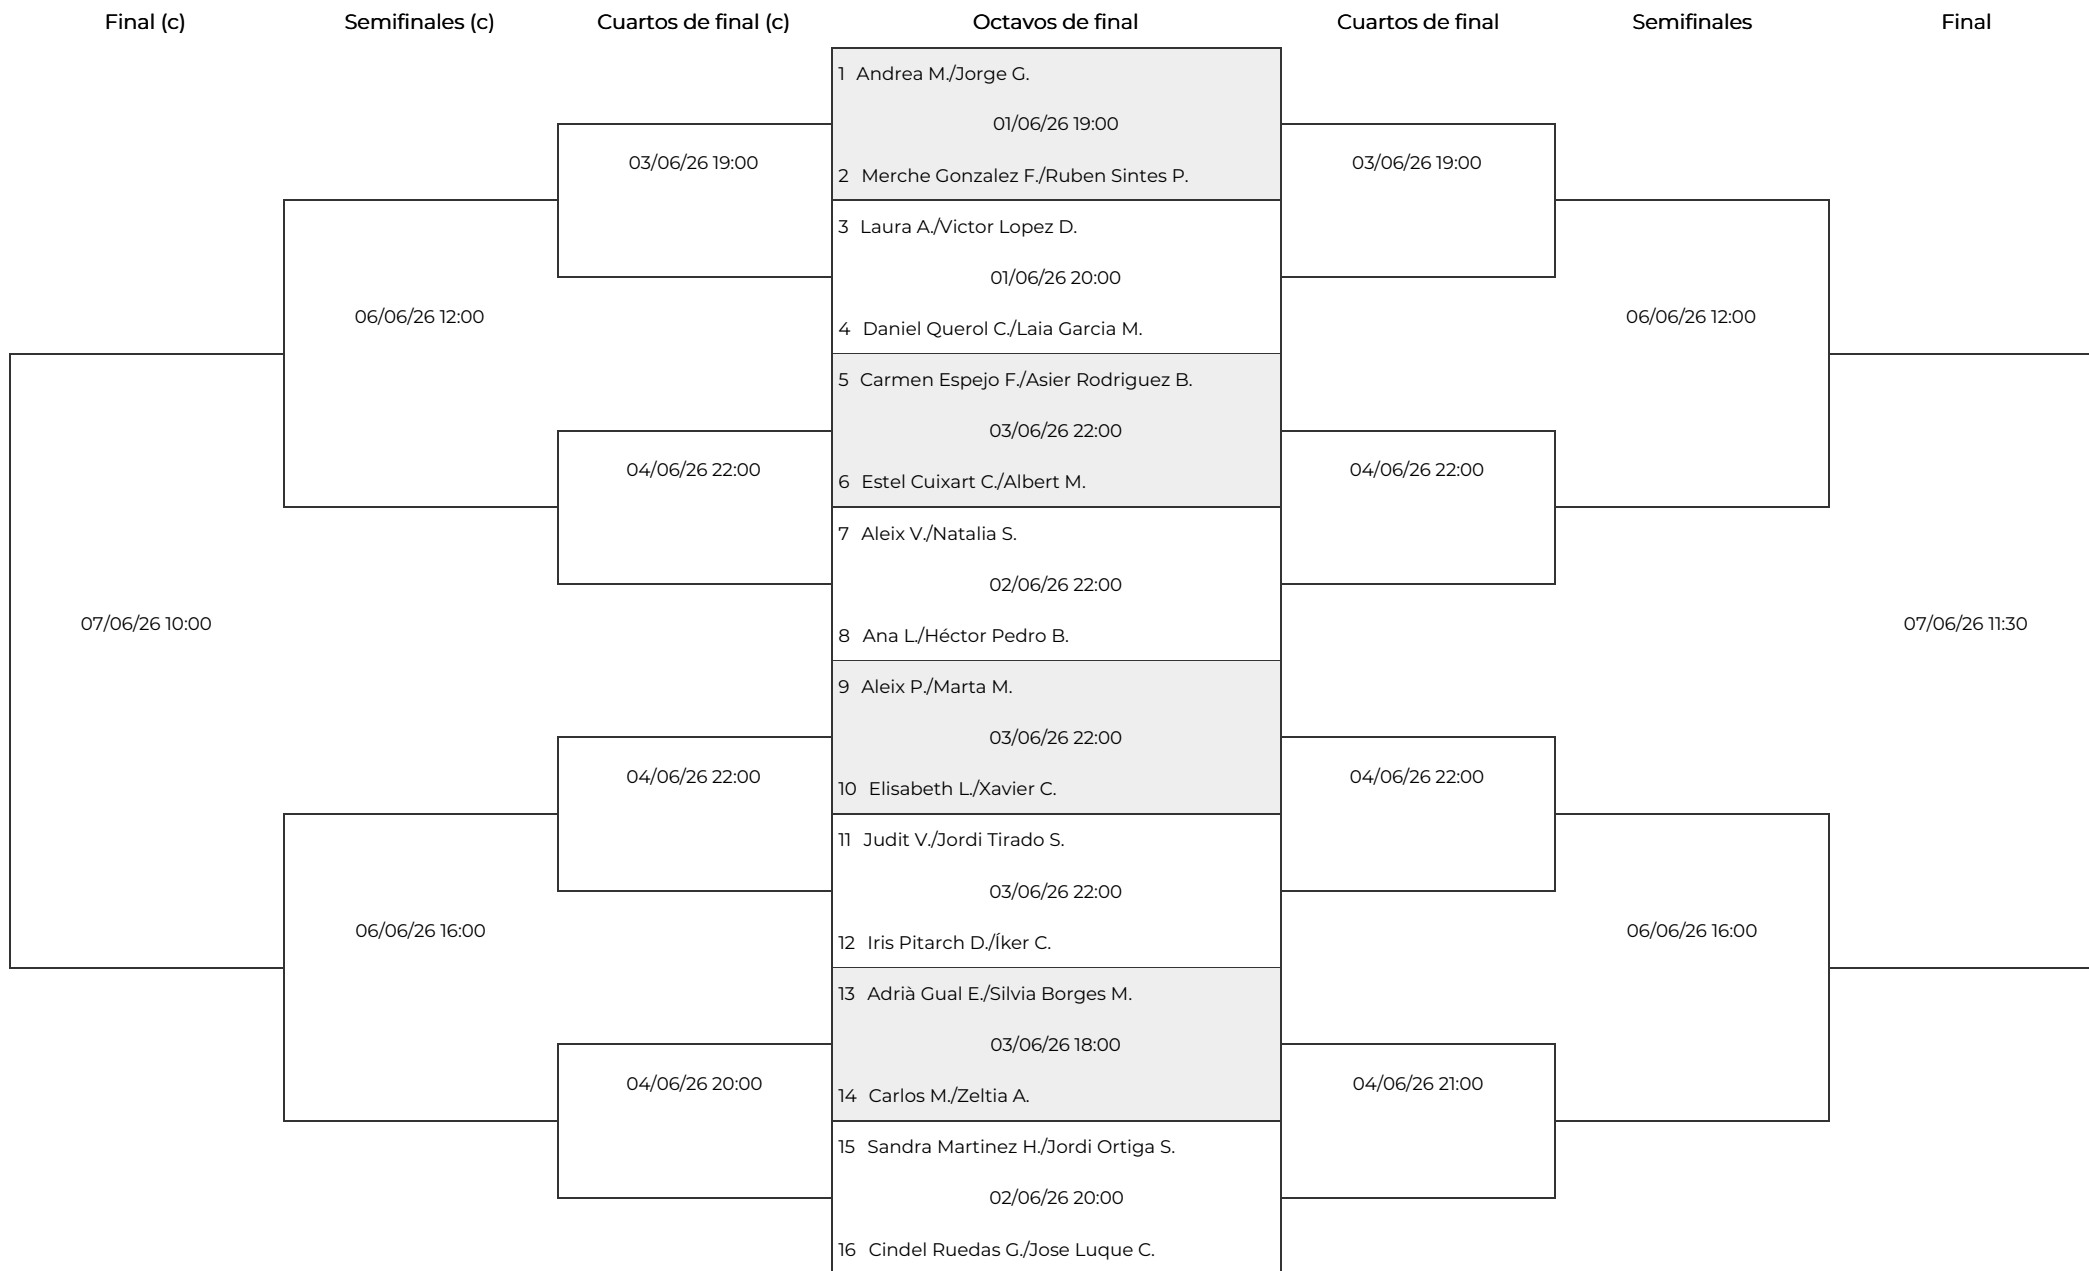 Final (c)
Semifinales (c)
Cuartos de final (c)
Octavos de final
Cuartos de final
Semifinales
Final
1 Andrea M./Jorge G.
01/06/26 19:00
03/06/26 19:00
03/06/26 19:00
2 Merche Gonzalez F./Ruben Sintes P.
3 Laura A./Victor Lopez D.
01/06/26 20:00
06/06/26 12:00
06/06/26 12:00
4 Daniel Querol C./Laia Garcia M.
5 Carmen Espejo F./Asier Rodriguez B.
03/06/26 22:00
04/06/26 22:00
04/06/26 22:00
6 Estel Cuixart C./Albert M.
7 Aleix V./Natalia S.
02/06/26 22:00
07/06/26 10:00
07/06/26 11:30
8 Ana L./Héctor Pedro B.
9 Aleix P./Marta M.
03/06/26 22:00
04/06/26 22:00
04/06/26 22:00
10 Elisabeth L./Xavier C.
11 Judit V./Jordi Tirado S.
03/06/26 22:00
06/06/26 16:00
06/06/26 16:00
12 Iris Pitarch D./Íker C.
13 Adrià Gual E./Silvia Borges M.
03/06/26 18:00
04/06/26 20:00
04/06/26 21:00
14 Carlos M./Zeltia A.
15 Sandra Martinez H./Jordi Ortiga S.
02/06/26 20:00
16 Cindel Ruedas G./Jose Luque C.